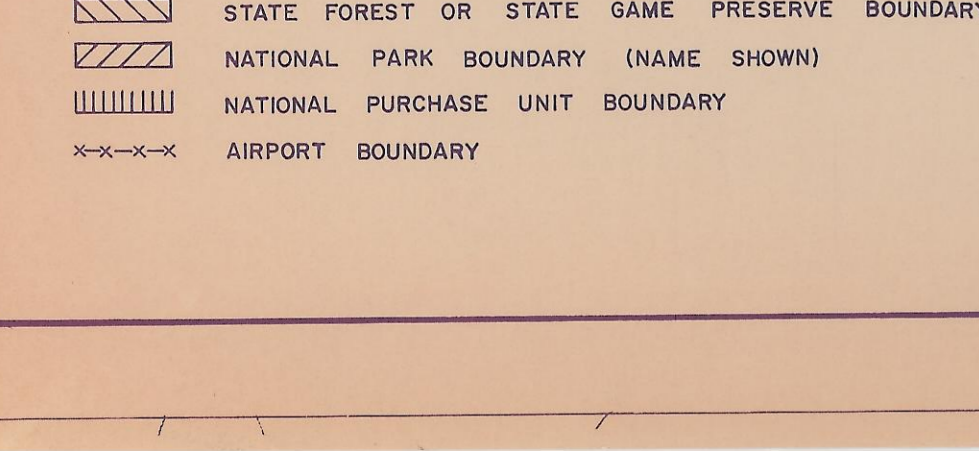 STATE FOREST OR STATE GAME PRESERVE BOUNDARY
NATIONAL PARK BOUNDARY (NAME SHOWN)
NATIONAL PURCHASE UNIT BOUNDARY
AIRPORT BOUNDARY